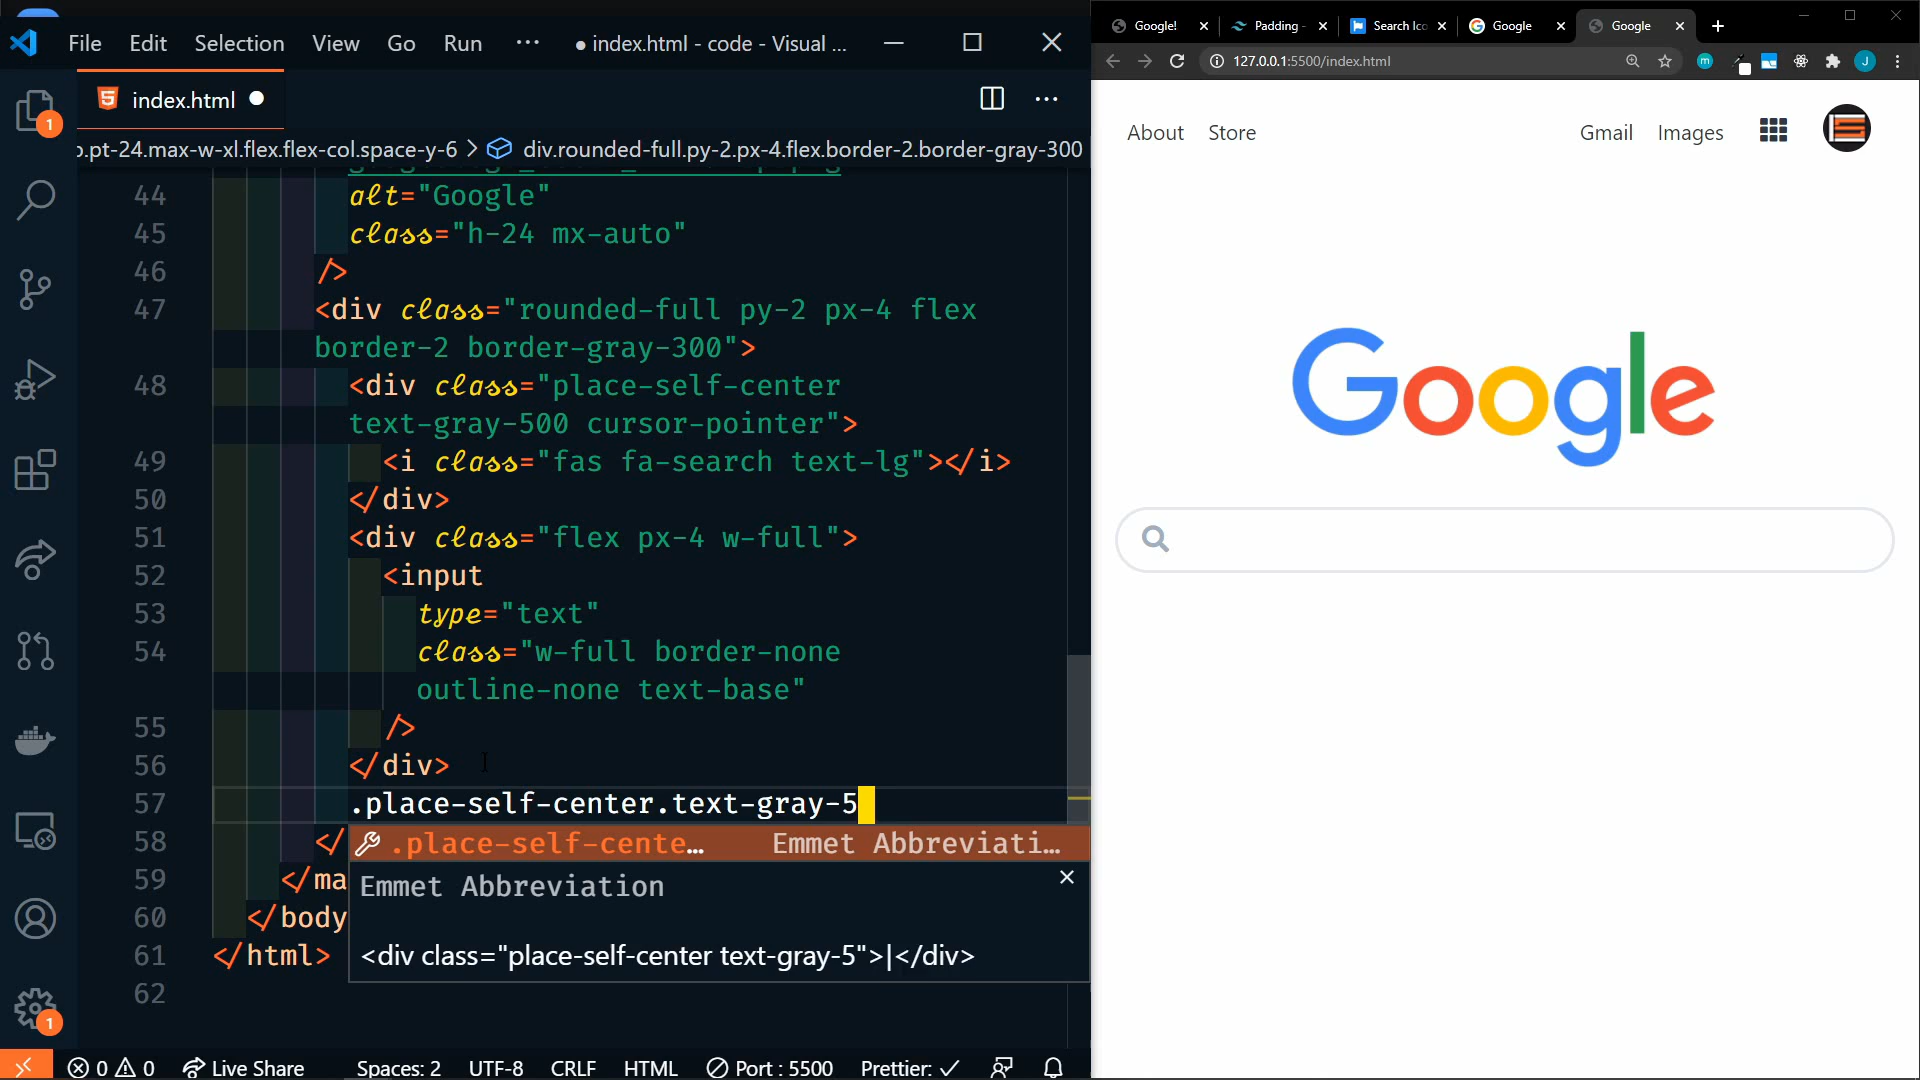 File Edit Selection View Go Run ··· ● index.html - code - Visual ...
index.html
.pt-24.max-w-xl.flex.flex-col.space-y-6 > div.rounded-full.py-2.px-4.flex.border-2.border-gray-300
44 alt="Google"
45 class="h-24 mx-auto"
46 />
47 <div class="rounded-full py-2 px-4 flex
border-2 border-gray-300">
48 <div class="place-self-center
text-gray-500 cursor-pointer">
49 <i class="fas fa-search text-lg"></i>
50 </div>
51 <div class="flex px-4 w-full">
52 <input
53 type="text"
54 class="w-full border-none
outline-none text-base"
55 />
56 </div>
57 .place-self-center.text-gray-5
58 </
.place-self-cente... Emmet Abbreviati...
59 </ma
Emmet Abbreviation
60 </body
61 </html>
<div class="place-self-center text-gray-5">|</div>
62
1
1
0 0 Live Share Spaces: 2 UTF-8 CRLF HTML Port : 5500 Prettier: ✓
Google! Padding - Search Ico Google Google
127.0.0.1:5500/index.html
m J
About Store Gmail Images
Google